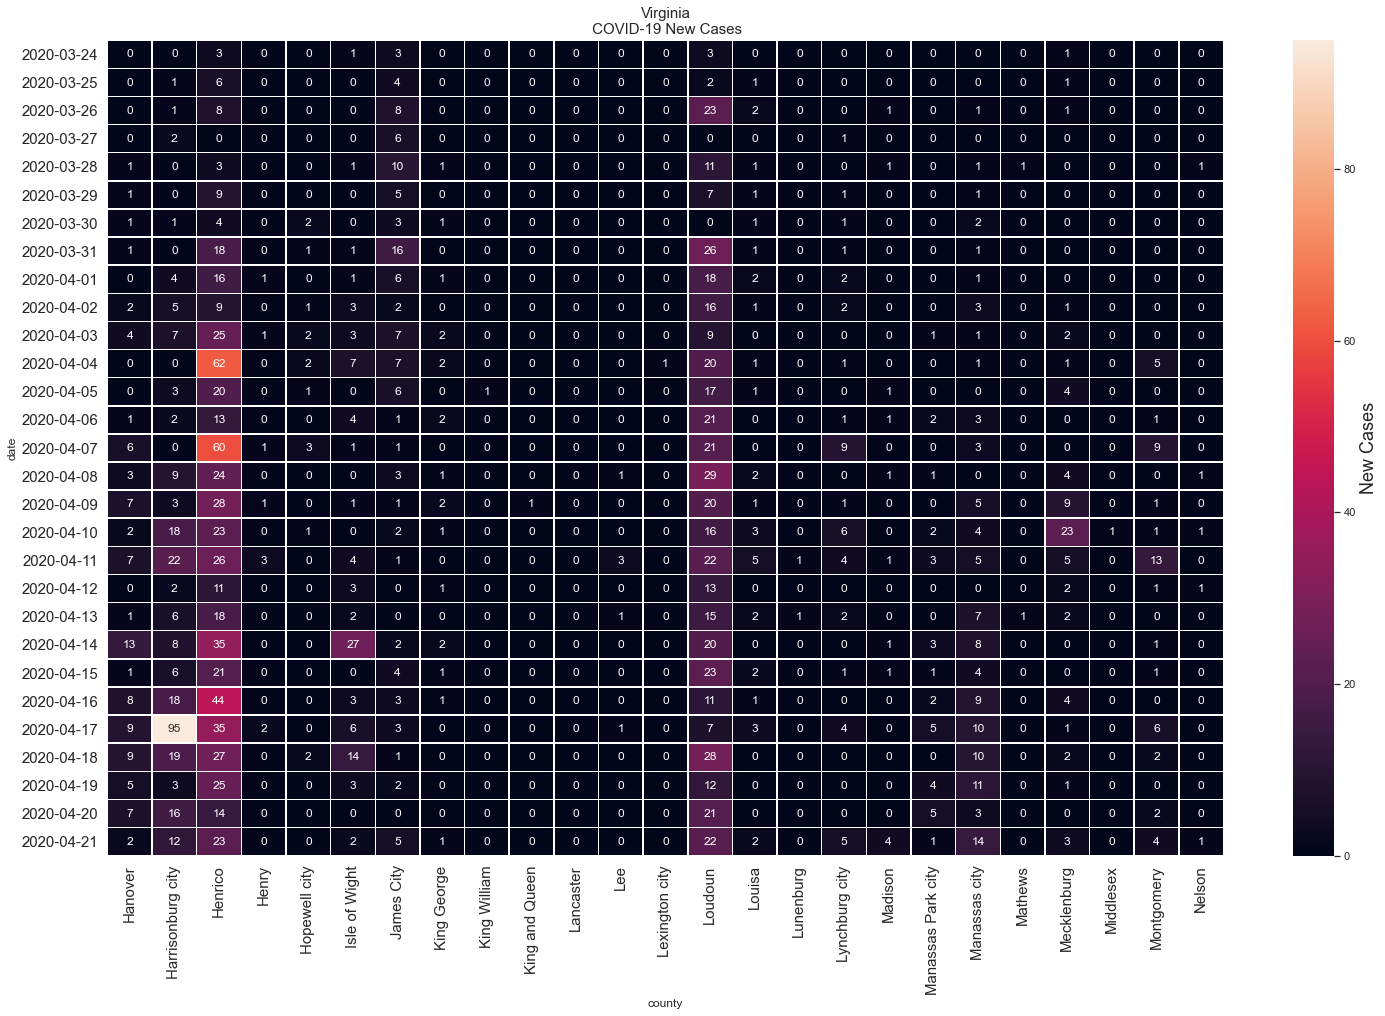 Virginia
COVID-19 New Cases
2020-03-24 0 0 3 0 0 1 3 0 0 0 0 0 0 3 0 0 0 0 0 0 0 1 0 0 0
2020-03-25 0 1 6 0 0 0 4 0 0 0 0 0 0 2 1 0 0 0 0 0 0 1 0 0 0
2020-03-26 0 1 8 0 0 0 8 0 0 0 0 0 0 23 2 0 0 1 0 1 0 1 0 0 0
2020-03-27 0 2 0 0 0 0 6 0 0 0 0 0 0 0 0 0 1 0 0 0 0 0 0 0 0
2020-03-28 1 0 3 0 0 1 10 1 0 0 0 0 0 11 1 0 0 1 0 1 1 0 0 0 1
2020-03-29 1 0 9 0 0 0 5 0 0 0 0 0 0 7 1 0 1 0 0 1 0 0 0 0 0
2020-03-30 1 1 4 0 2 0 3 1 0 0 0 0 0 0 1 0 1 0 0 2 0 0 0 0 0
2020-03-31 1 0 18 0 1 1 16 0 0 0 0 0 0 26 1 0 1 0 0 1 0 0 0 0 0
2020-04-01 0 4 16 1 0 1 6 1 0 0 0 0 0 18 2 0 2 0 0 1 0 0 0 0 0
2020-04-02 2 5 9 0 1 3 2 0 0 0 0 0 0 16 1 0 2 0 0 3 0 1 0 0 0
2020-04-03 4 7 25 1 2 3 7 2 0 0 0 0 0 9 0 0 0 0 1 1 0 2 0 0 0
2020-04-04 0 0 62 0 2 7 7 2 0 0 0 0 1 20 1 0 1 0 0 1 0 1 0 5 0
2020-04-05 0 3 20 0 1 0 6 0 1 0 0 0 0 17 1 0 0 1 0 0 0 4 0 0 0
2020-04-06 1 2 13 0 0 4 1 2 0 0 0 0 0 21 0 0 1 1 2 3 0 0 0 1 0
2020-04-07 6 0 60 1 3 1 1 0 0 0 0 0 0 21 0 0 9 0 0 3 0 0 0 9 0
2020-04-08 3 9 24 0 0 0 3 1 0 0 0 1 0 29 2 0 0 1 1 0 0 4 0 0 1
2020-04-09 7 3 28 1 0 1 1 2 0 1 0 0 0 20 1 0 1 0 0 5 0 9 0 1 0
2020-04-10 2 18 23 0 1 0 2 1 0 0 0 0 0 16 3 0 6 0 2 4 0 23 1 1 1
2020-04-11 7 22 26 3 0 4 1 0 0 0 0 3 0 22 5 1 4 1 3 5 0 5 0 13 0
2020-04-12 0 2 11 0 0 3 0 1 0 0 0 0 0 13 0 0 0 0 0 0 0 2 0 1 1
2020-04-13 1 6 18 0 0 2 0 0 0 0 0 1 0 15 2 1 2 0 0 7 1 2 0 0 0
2020-04-14 13 8 35 0 0 27 2 2 0 0 0 0 0 20 0 0 0 1 3 8 0 0 0 1 0
2020-04-15 1 6 21 0 0 0 4 1 0 0 0 0 0 23 2 0 1 1 1 4 0 0 0 1 0
2020-04-16 8 18 44 0 0 3 3 1 0 0 0 0 0 11 1 0 0 0 2 9 0 4 0 0 0
2020-04-17 9 95 35 2 0 6 3 0 0 0 0 1 0 7 3 0 4 0 5 10 0 1 0 6 0
2020-04-18 9 19 27 0 2 14 1 0 0 0 0 0 0 28 0 0 0 0 0 10 0 2 0 2 0
2020-04-19 5 3 25 0 0 3 2 0 0 0 0 0 0 12 0 0 0 0 4 11 0 1 0 0 0
2020-04-20 7 16 14 0 0 0 0 0 0 0 0 0 0 21 0 0 0 0 5 3 0 0 0 2 0
2020-04-21 2 12 23 0 0 2 5 1 0 0 0 0 0 22 2 0 5 4 1 14 0 3 0 4 1
date
Hanover
Harrisonburg city
Henrico
Henry
Hopewell city
Isle of Wight
James City
King George
King William
King and Queen
Lancaster
Lee
Lexington city
Loudoun
Louisa
Lunenburg
Lynchburg city
Madison
Manassas Park city
Manassas city
Mathews
Mecklenburg
Middlesex
Montgomery
Nelson
county
80
60
40
20
0
New Cases